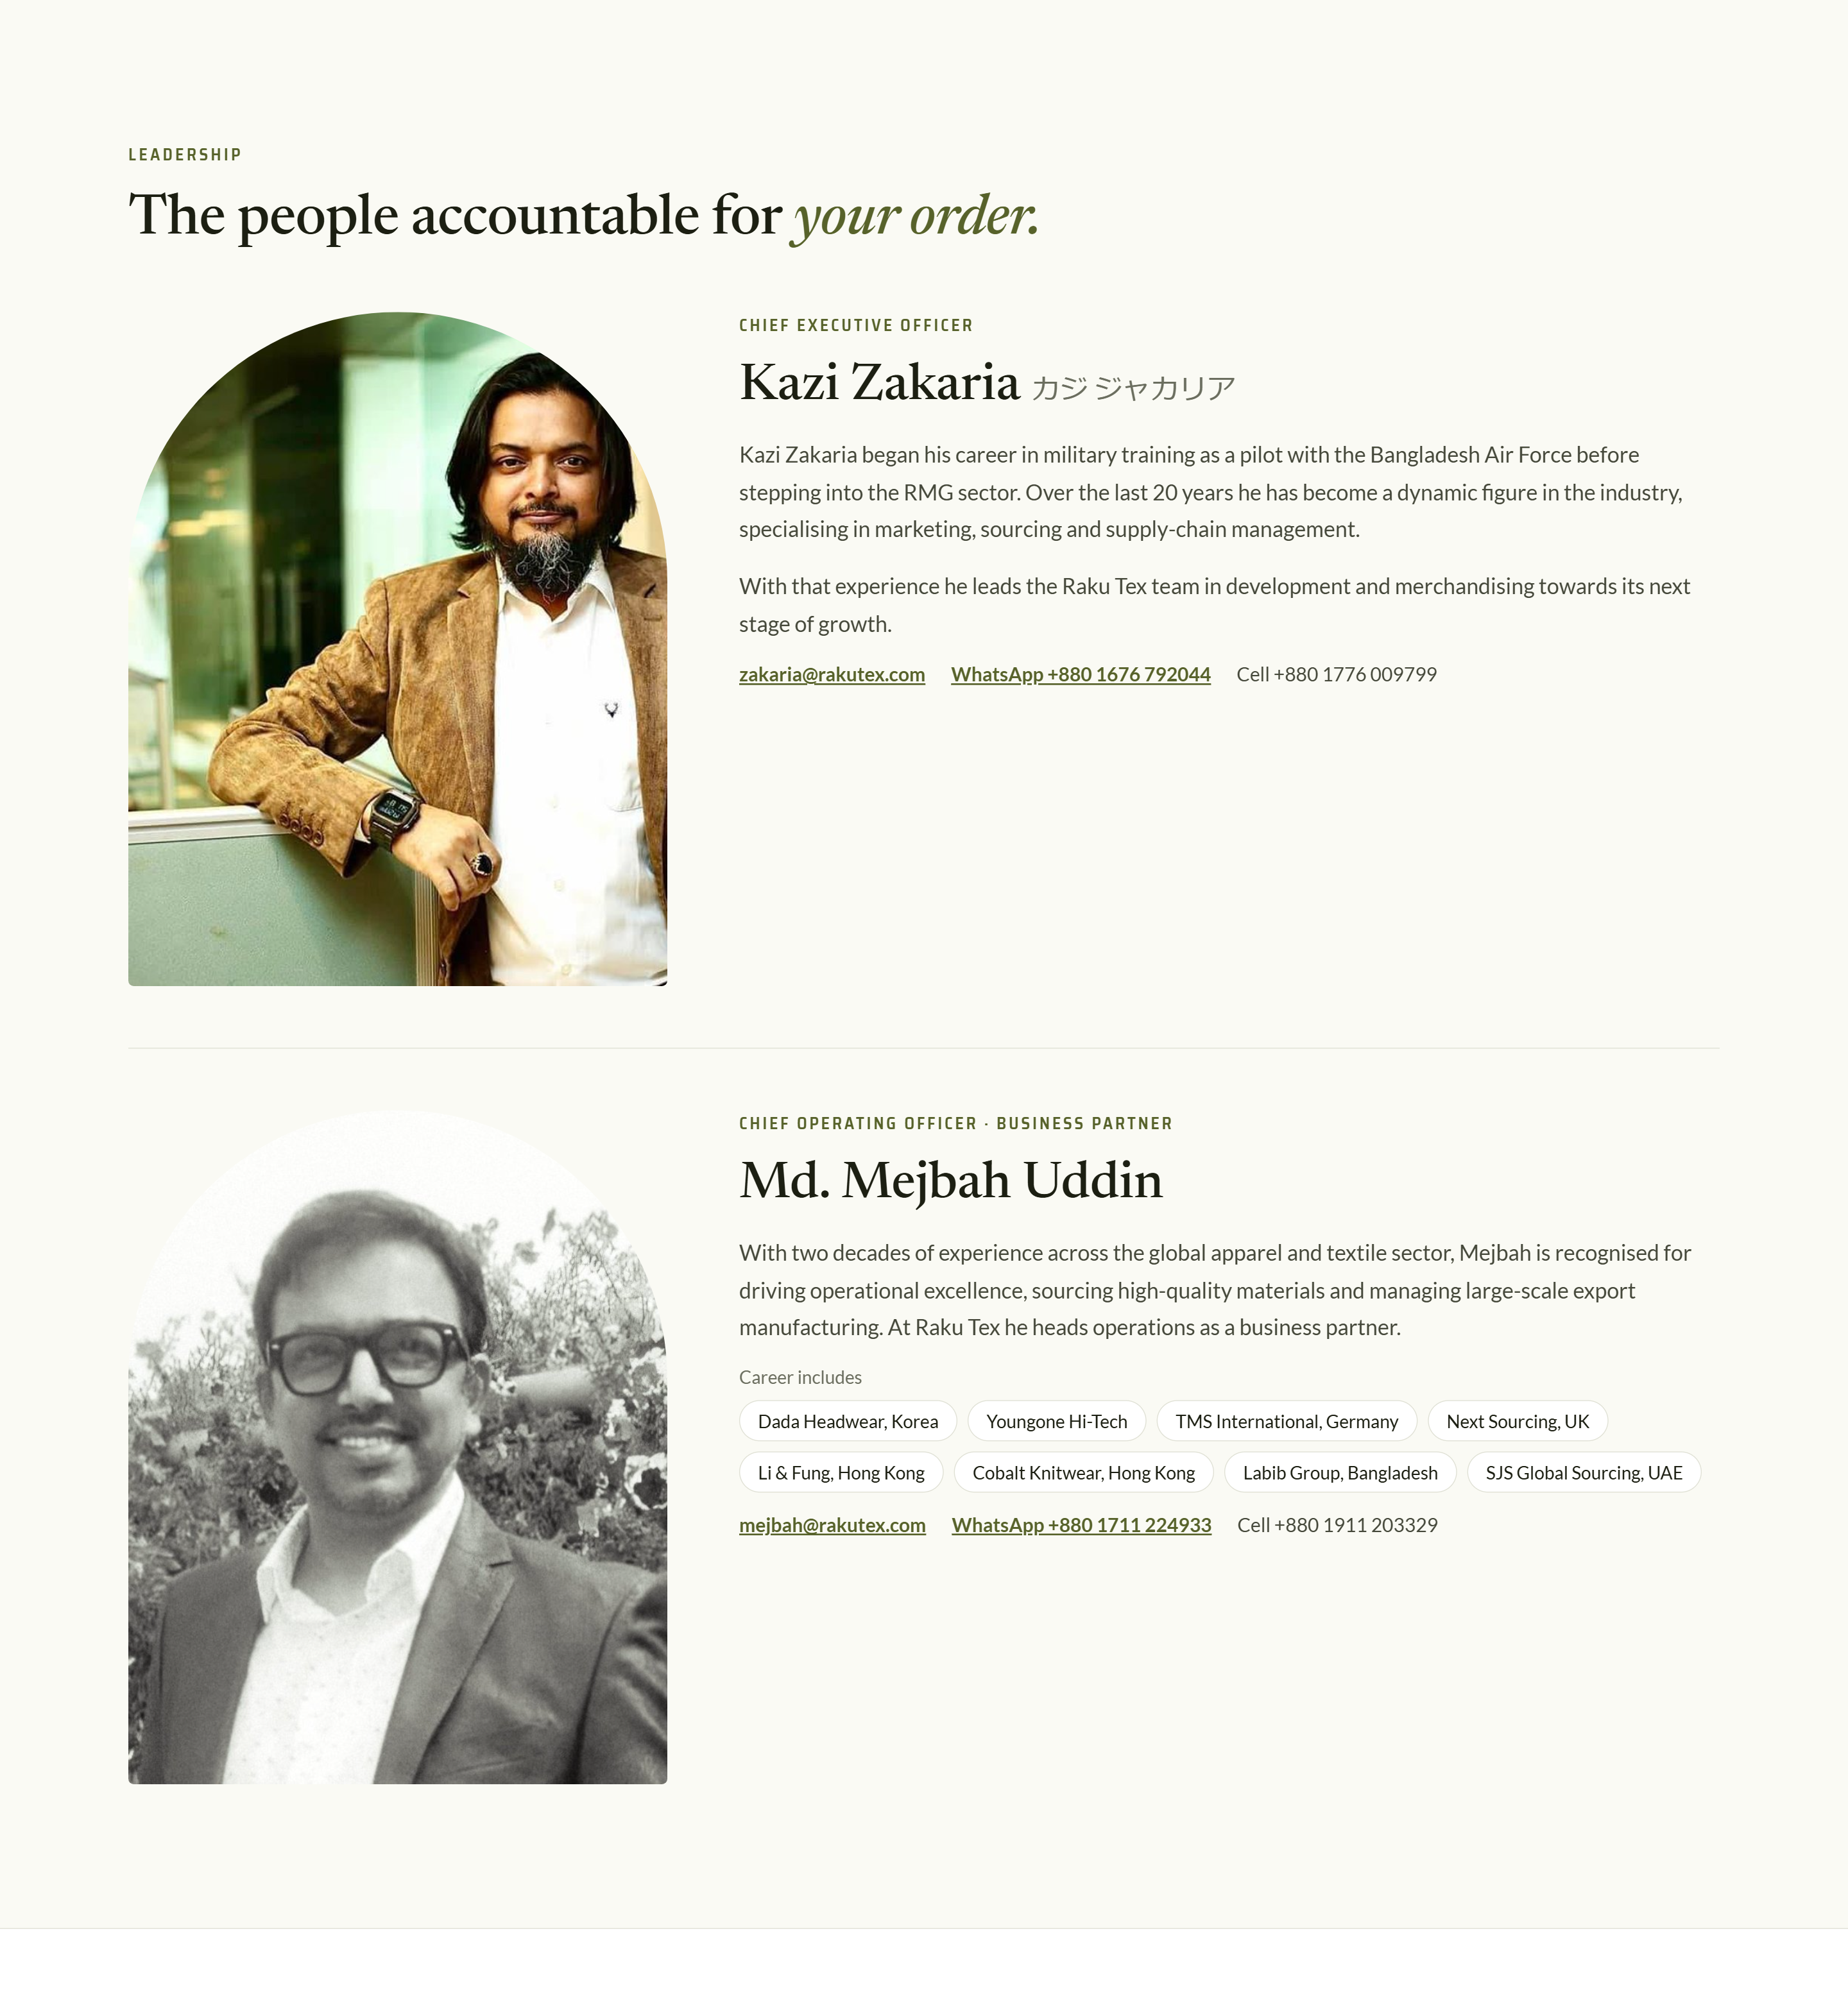 LEADERSHIP
The people accountable for your order.
CHIEF EXECUTIVE OFFICER
Kazi Zakaria カジ ジャカリア
Kazi Zakaria began his career in military training as a pilot with the Bangladesh Air Force before
stepping into the RMG sector. Over the last 20 years he has become a dynamic figure in the industry,
specialising in marketing, sourcing and supply-chain management.
With that experience he leads the Raku Tex team in development and merchandising towards its next
stage of growth.
zakaria@rakutex.com WhatsApp +880 1676 792044 Cell +880 1776 009799
CHIEF OPERATING OFFICER · BUSINESS PARTNER
Md. Mejbah Uddin
With two decades of experience across the global apparel and textile sector, Mejbah is recognised for
driving operational excellence, sourcing high-quality materials and managing large-scale export
manufacturing. At Raku Tex he heads operations as a business partner.
Career includes
Dada Headwear, Korea Youngone Hi-Tech TMS International, Germany Next Sourcing, UK
Li & Fung, Hong Kong Cobalt Knitwear, Hong Kong Labib Group, Bangladesh SJS Global Sourcing, UAE
mejbah@rakutex.com WhatsApp +880 1711 224933 Cell +880 1911 203329